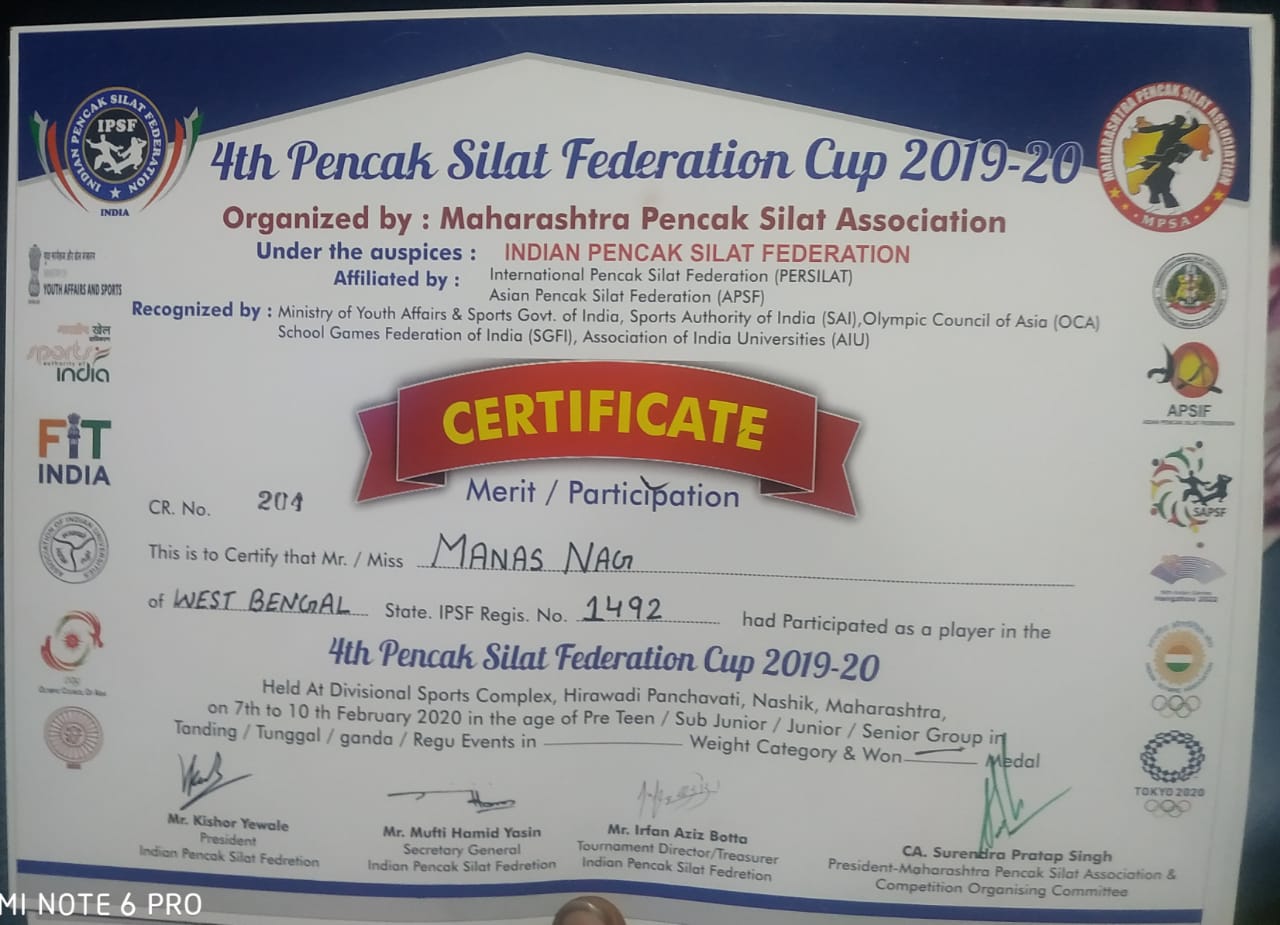 INDIAN PENCAK SILAT FEDERATION
IPSF
INDIA
MAHARASHTRA PENCAK SILAT ASSOCIATION
MPSA
4th Pencak Silat Federation Cup 2019-20
Organized by : Maharashtra Pencak Silat Association
Under the auspices : INDIAN PENCAK SILAT FEDERATION
Affiliated by : International Pencak Silat Federation (PERSILAT)
Asian Pencak Silat Federation (APSF)
Recognized by : Ministry of Youth Affairs & Sports Govt. of India, Sports Authority of India (SAI),Olympic Council of Asia (OCA)
School Games Federation of India (SGFI), Association of India Universities (AIU)
YOUTH AFFAIRS AND SPORTS
खेल
sports
authority of
india
FIT
INDIA
ASSOCIATION OF INDIAN UNIVERSITIES
APSIF
SAPSF
TOKYO 2020
CERTIFICATE
Merit / Participation
CR. No. 204
This is to Certify that Mr. / Miss MANAS NAG
of WEST BENGAL State. IPSF Regis. No. 1492 had Participated as a player in the
4th Pencak Silat Federation Cup 2019-20
Held At Divisional Sports Complex, Hirawadi Panchavati, Nashik, Maharashtra,
on 7th to 10 th February 2020 in the age of Pre Teen / Sub Junior / Junior / Senior Group in
Tanding / Tunggal / ganda / Regu Events in Weight Category & Won Medal
Mr. Kishor Yewale
President
Indian Pencak Silat Fedretion
Mr. Mufti Hamid Yasin
Secretary General
Indian Pencak Silat Fedretion
Mr. Irfan Aziz Botta
Tournament Director/Treasurer
Indian Pencak Silat Fedretion
CA. Surendra Pratap Singh
President-Maharashtra Pencak Silat Association &
Competition Organising Committee
MI NOTE 6 PRO